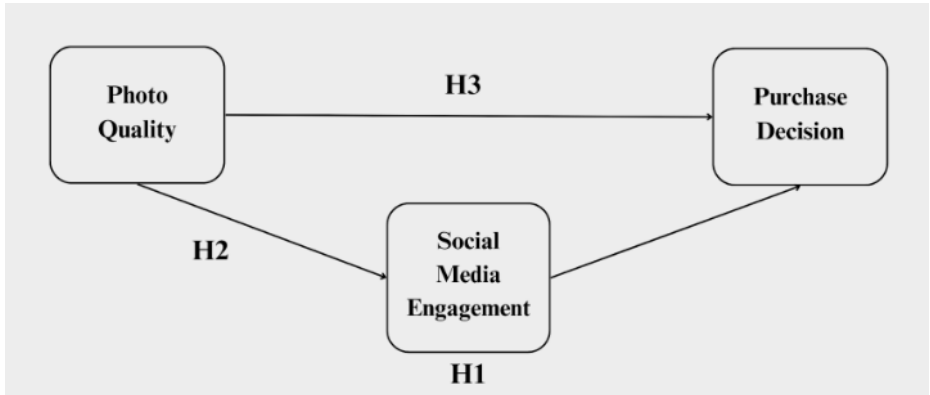 Photo
Quality
H3
Purchase
Decision
H2
Social
Media
Engagement
H1